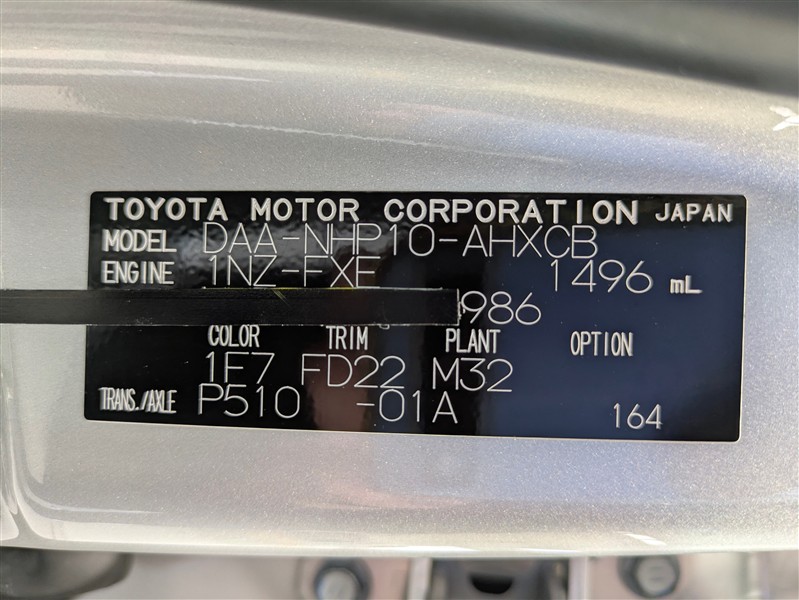 TOYOTA MOTOR CORPORATION JAPAN
MODEL DAA-NHP10-AHXCB
ENGINE 1NZ-FXE 1496 mL
986
COLOR TRIM PLANT OPTION
1F7 FD22 M32
TRANS./AXLE P510 -01A 164